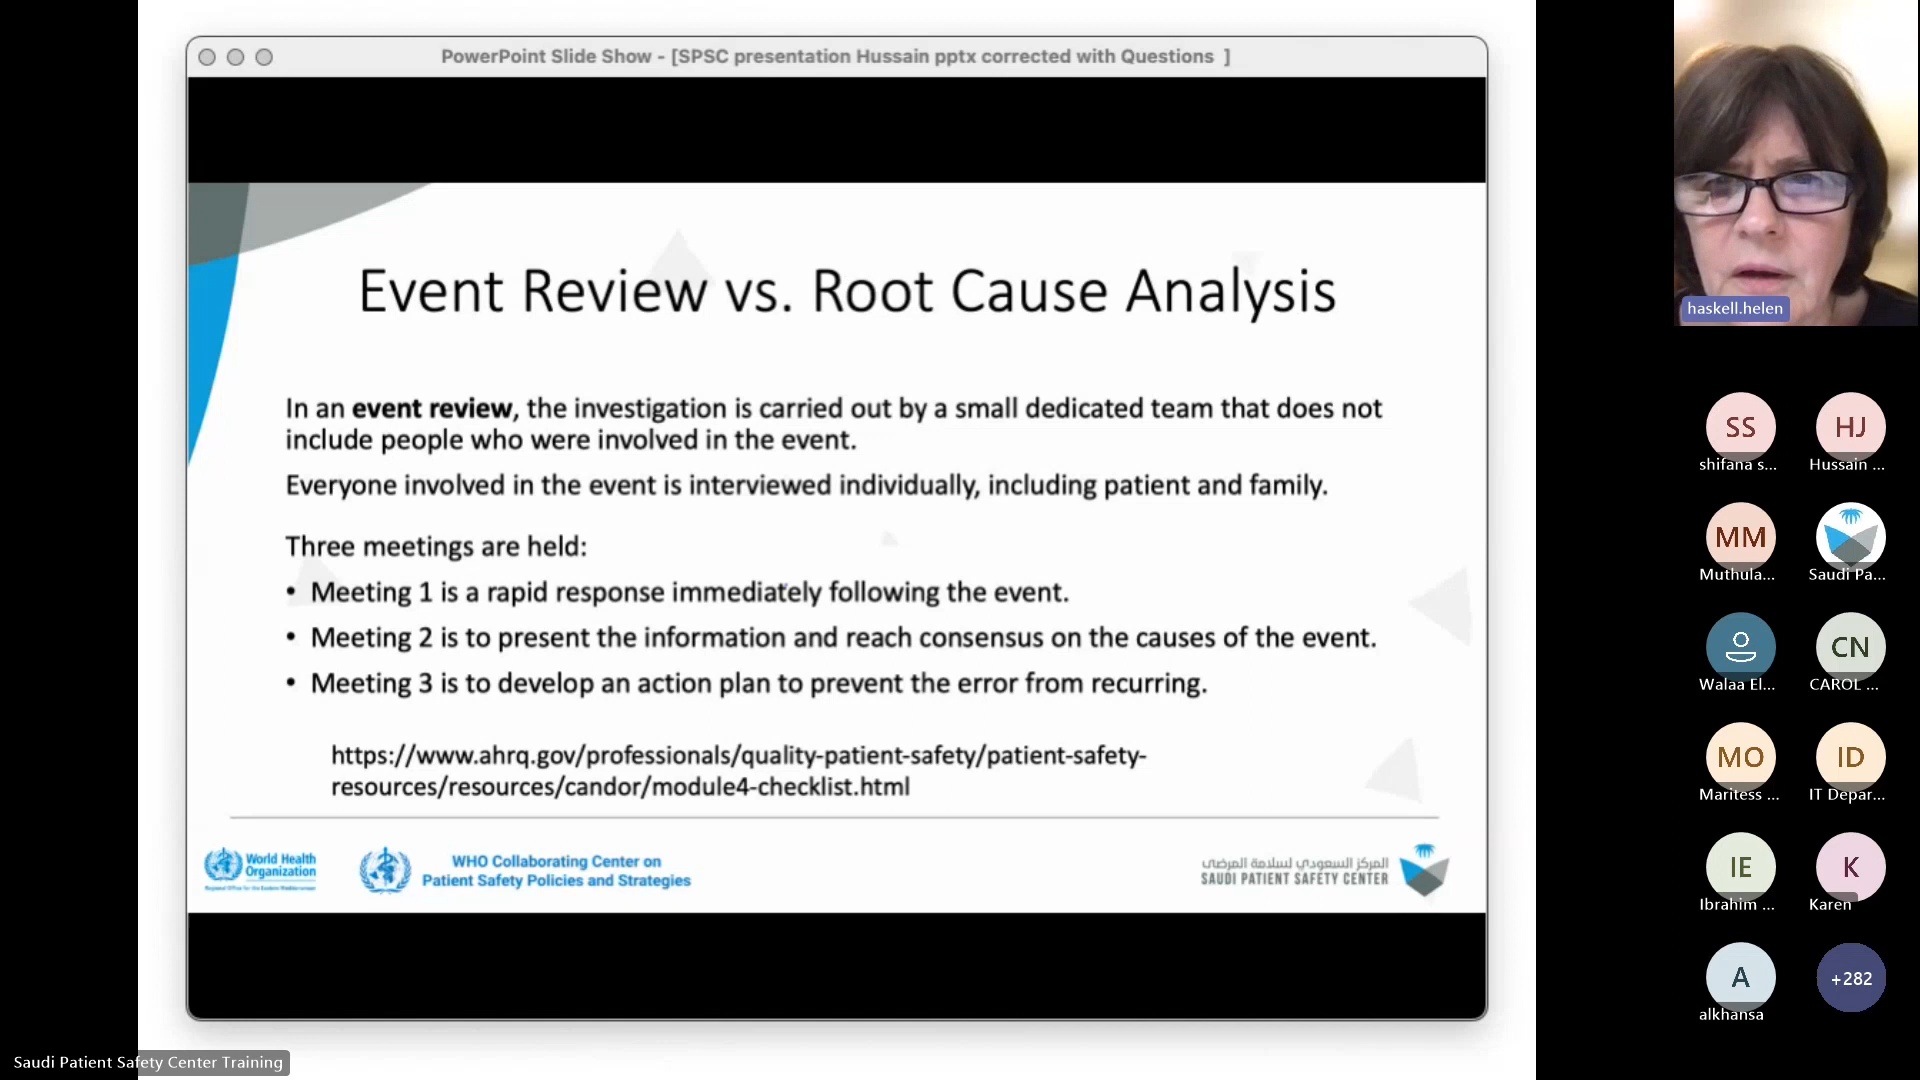 PowerPoint Slide Show - [SPSC presentation Hussain pptx corrected with Questions ]
Event Review vs. Root Cause Analysis
In an event review, the investigation is carried out by a small dedicated team that does not
include people who were involved in the event.
Everyone involved in the event is interviewed individually, including patient and family.
Three meetings are held:
• Meeting 1 is a rapid response immediately following the event.
• Meeting 2 is to present the information and reach consensus on the causes of the event.
• Meeting 3 is to develop an action plan to prevent the error from recurring.
https://www.ahrq.gov/professionals/quality-patient-safety/patient-safety-
resources/resources/candor/module4-checklist.html
World Health
Organization
Regional Office for the Eastern Mediterranean
WHO Collaborating Center on
Patient Safety Policies and Strategies
المركز السعودي لسلامة المرضى
SAUDI PATIENT SAFETY CENTER
haskell.helen
SS HJ
shifana s... Hussain ...
MM
Muthula... Saudi Pa...
CN
Walaa El... CAROL ...
MO ID
Maritess ... IT Depar...
IE K
Ibrahim ... Karen
A +282
alkhansa
Saudi Patient Safety Center Training